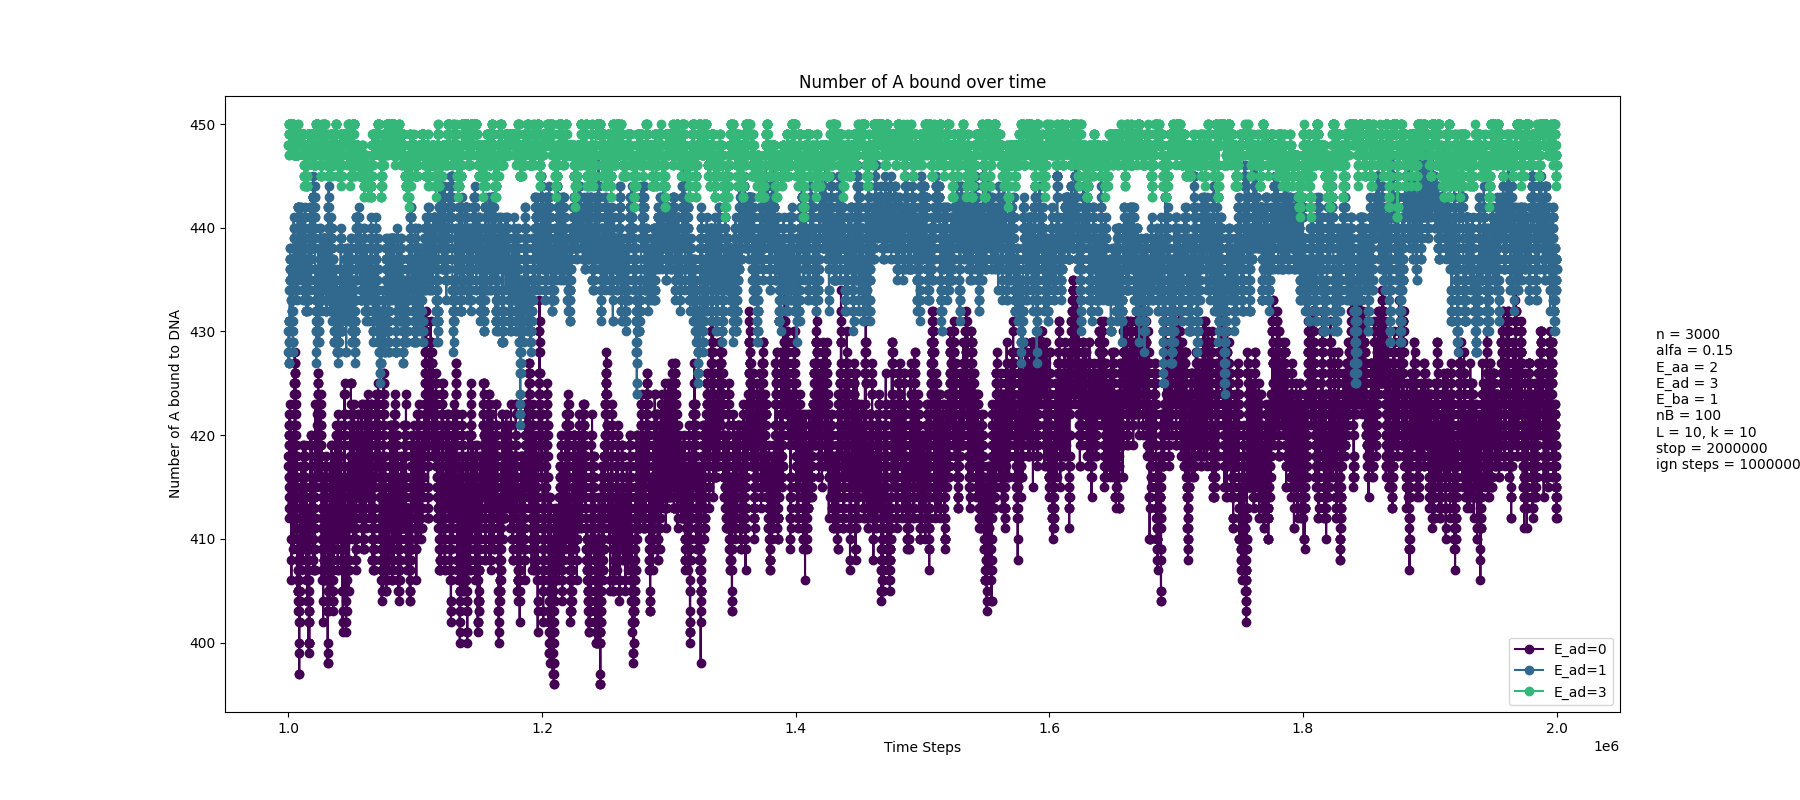 Number of A bound over time
Number of A bound to DNA
450
440
430
420
410
400
1.0
1.2
1.4
1.6
1.8
2.0
1e6
Time Steps
E_ad=0
E_ad=1
E_ad=3
n = 3000
alfa = 0.15
E_aa = 2
E_ad = 3
E_ba = 1
nB = 100
L = 10, k = 10
stop = 2000000
ign steps = 1000000